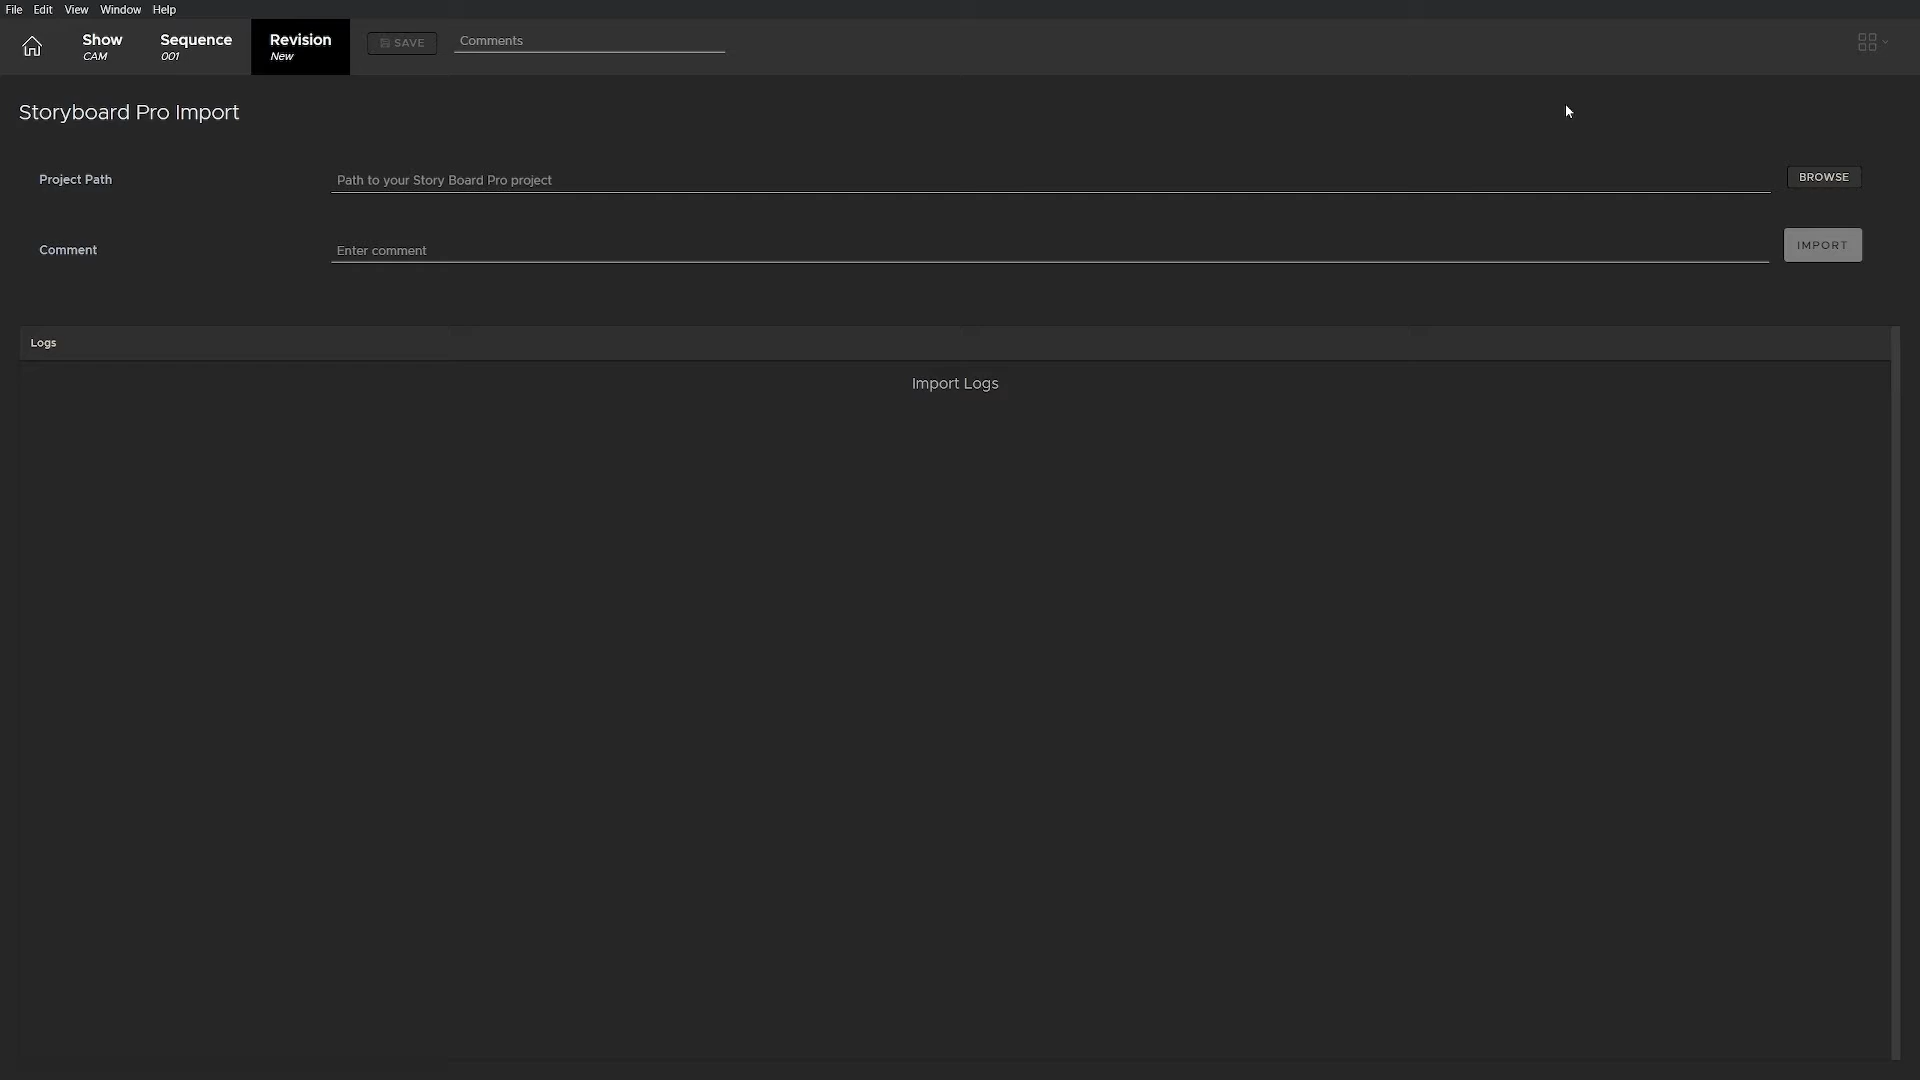 File Edit View Window Help
Show Sequence Revision SAVE Comments
CAM 001 New
Storyboard Pro Import
Project Path Path to your Story Board Pro project BROWSE
Comment Enter comment IMPORT
Logs
Import Logs